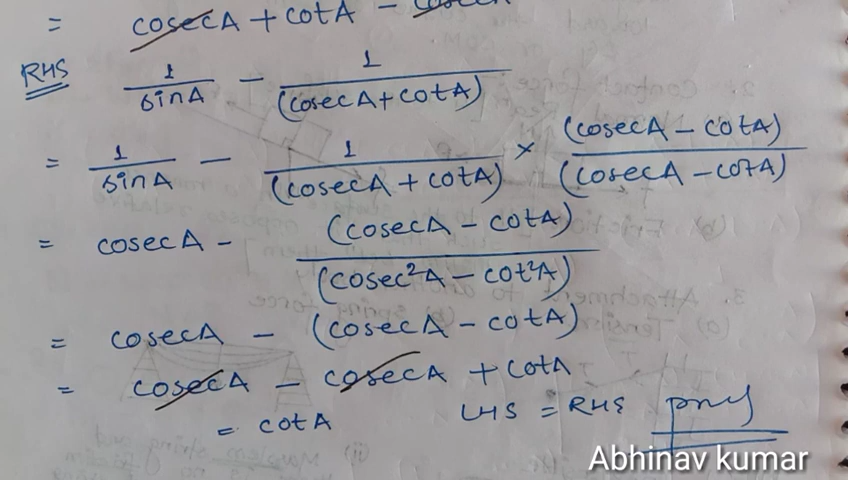 = cosecA + cotA - cosecA
RHS 1/sinA - 1/(cosecA+cotA)
= 1/sinA - 1/(cosecA + cotA) × (cosecA - cotA)/(cosecA - cotA)
= cosecA - (cosecA - cotA)/(cosec²A - cot²A)
= cosecA - (cosecA - cotA)
= cosecA - cosecA + cotA
= cotA LHS = RHS
Abhinav kumar